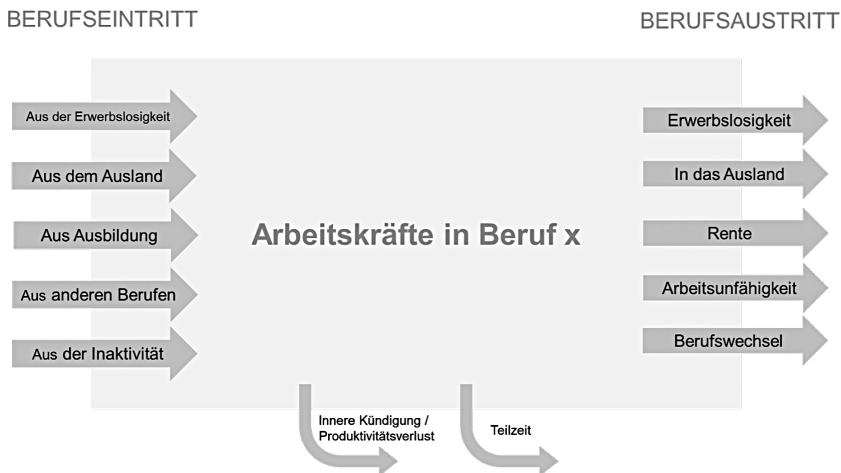 BERUFSEINTRITT
BERUFSAUSTRITT
Aus der Erwerbslosigkeit
Aus dem Ausland
Aus Ausbildung
Aus anderen Berufen
Aus der Inaktivität
Arbeitskräfte in Beruf x
Erwerbslosigkeit
In das Ausland
Rente
Arbeitsunfähigkeit
Berufswechsel
Innere Kündigung /
Produktivitätsverlust
Teilzeit